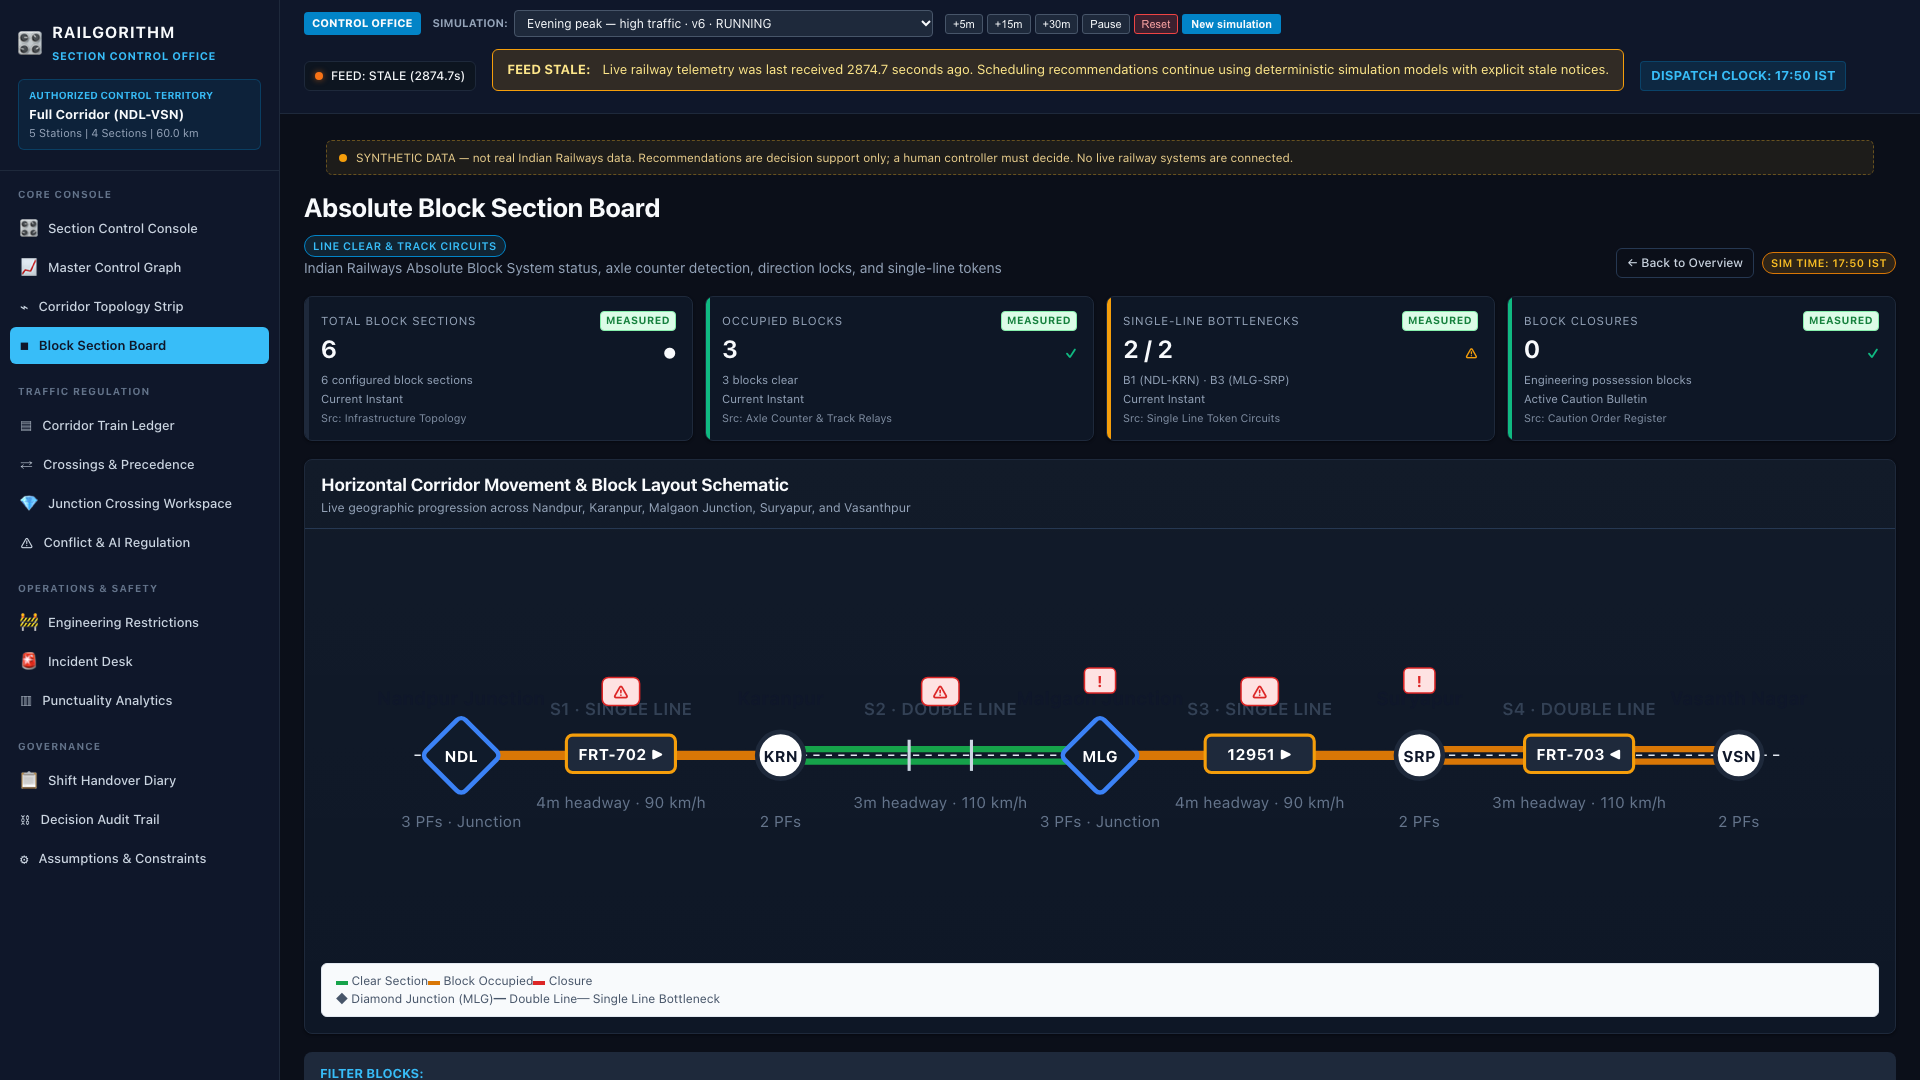 RAILGORITHM
SECTION CONTROL OFFICE
AUTHORIZED CONTROL TERRITORY
Full Corridor (NDL-VSN)
5 Stations | 4 Sections | 60.0 km
CORE CONSOLE
Section Control Console
Master Control Graph
Corridor Topology Strip
Block Section Board
TRAFFIC REGULATION
Corridor Train Ledger
Crossings & Precedence
Junction Crossing Workspace
Conflict & AI Regulation
OPERATIONS & SAFETY
Engineering Restrictions
Incident Desk
Punctuality Analytics
GOVERNANCE
Shift Handover Diary
Decision Audit Trail
Assumptions & Constraints
CONTROL OFFICE SIMULATION: Evening peak — high traffic · v6 · RUNNING +5m +15m +30m Pause Reset New simulation
FEED: STALE (2874.7s) FEED STALE: Live railway telemetry was last received 2874.7 seconds ago. Scheduling recommendations continue using deterministic simulation models with explicit stale notices. DISPATCH CLOCK: 17:50 IST
SYNTHETIC DATA — not real Indian Railways data. Recommendations are decision support only; a human controller must decide. No live railway systems are connected.
Absolute Block Section Board
LINE CLEAR & TRACK CIRCUITS
Indian Railways Absolute Block System status, axle counter detection, direction locks, and single-line tokens
← Back to Overview SIM TIME: 17:50 IST
TOTAL BLOCK SECTIONS MEASURED
6
6 configured block sections
Current Instant
Src: Infrastructure Topology
OCCUPIED BLOCKS MEASURED
3 ✓
3 blocks clear
Current Instant
Src: Axle Counter & Track Relays
SINGLE-LINE BOTTLENECKS MEASURED
2 / 2 ⚠
B1 (NDL-KRN) · B3 (MLG-SRP)
Current Instant
Src: Single Line Token Circuits
BLOCK CLOSURES MEASURED
0 ✓
Engineering possession blocks
Active Caution Bulletin
Src: Caution Order Register
Horizontal Corridor Movement & Block Layout Schematic
Live geographic progression across Nandpur, Karanpur, Malgaon Junction, Suryapur, and Vasanthpur
⚠ ⚠ ! ⚠ !
S1 · SINGLE LINE S2 · DOUBLE LINE S3 · SINGLE LINE S4 · DOUBLE LINE
NDL FRT-702 ▶ KRN MLG 12951 ▶ SRP FRT-703 ◀ VSN
4m headway · 90 km/h 3m headway · 110 km/h 4m headway · 90 km/h 3m headway · 110 km/h
3 PFs · Junction 2 PFs 3 PFs · Junction 2 PFs 2 PFs
Clear Section Block Occupied Closure
◆ Diamond Junction (MLG) — Double Line — Single Line Bottleneck
FILTER BLOCKS: